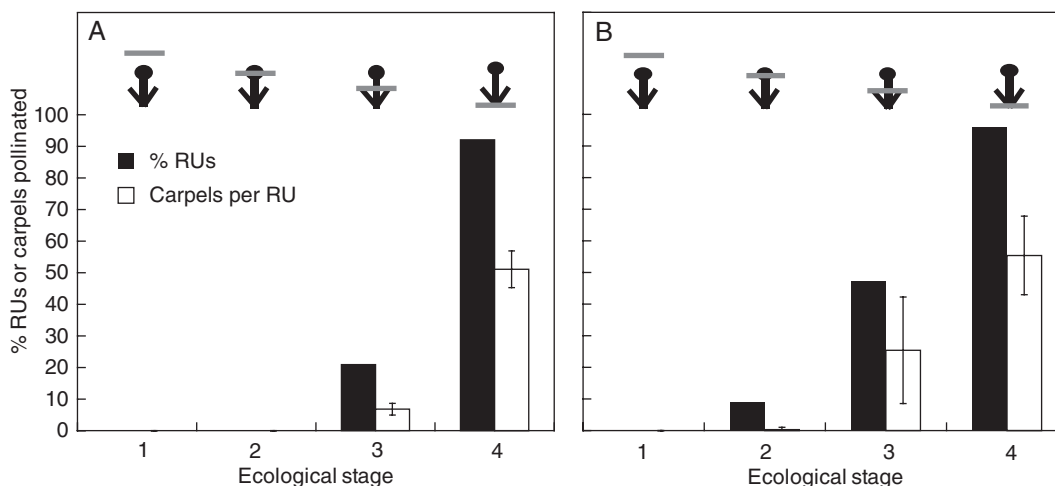 A
B
100
90
80
70
60
50
40
30
20
10
0
% RUs or carpels pollinated
% RUs
Carpels per RU
1 2 3 4
Ecological stage
1 2 3 4
Ecological stage